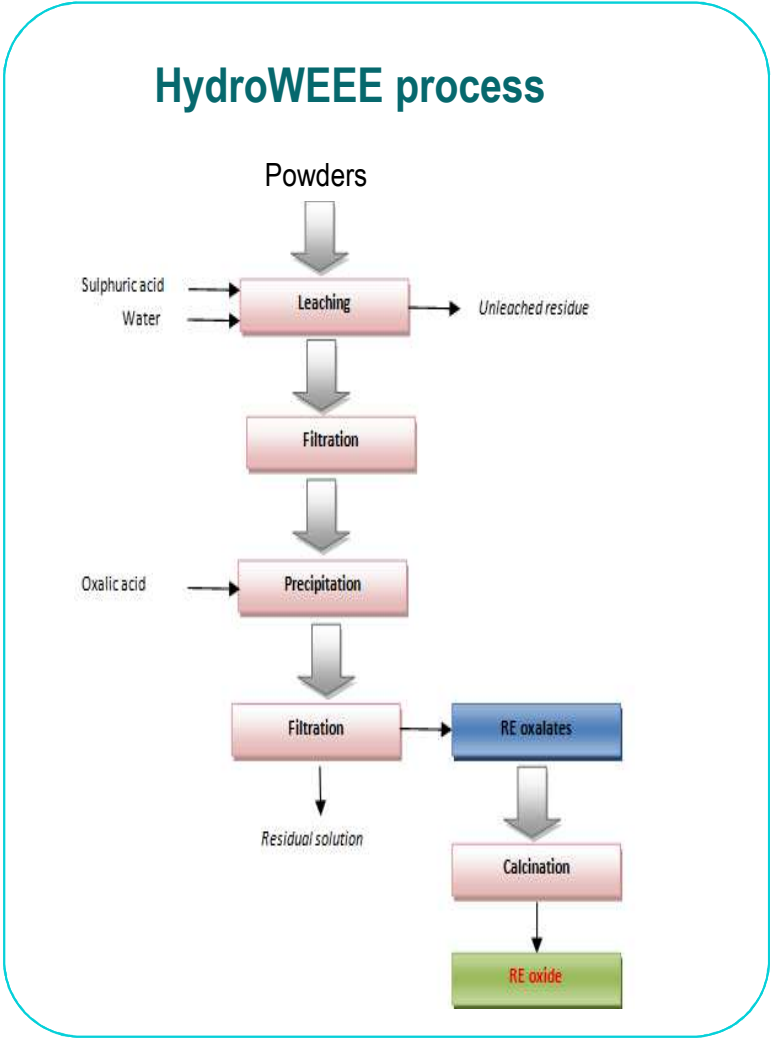 HydroWEEE process
Powders
Sulphuric acid
Water
Leaching
Unleached residue
Filtration
Oxalic acid
Precipitation
Filtration
RE oxalates
Residual solution
Calcination
RE oxide